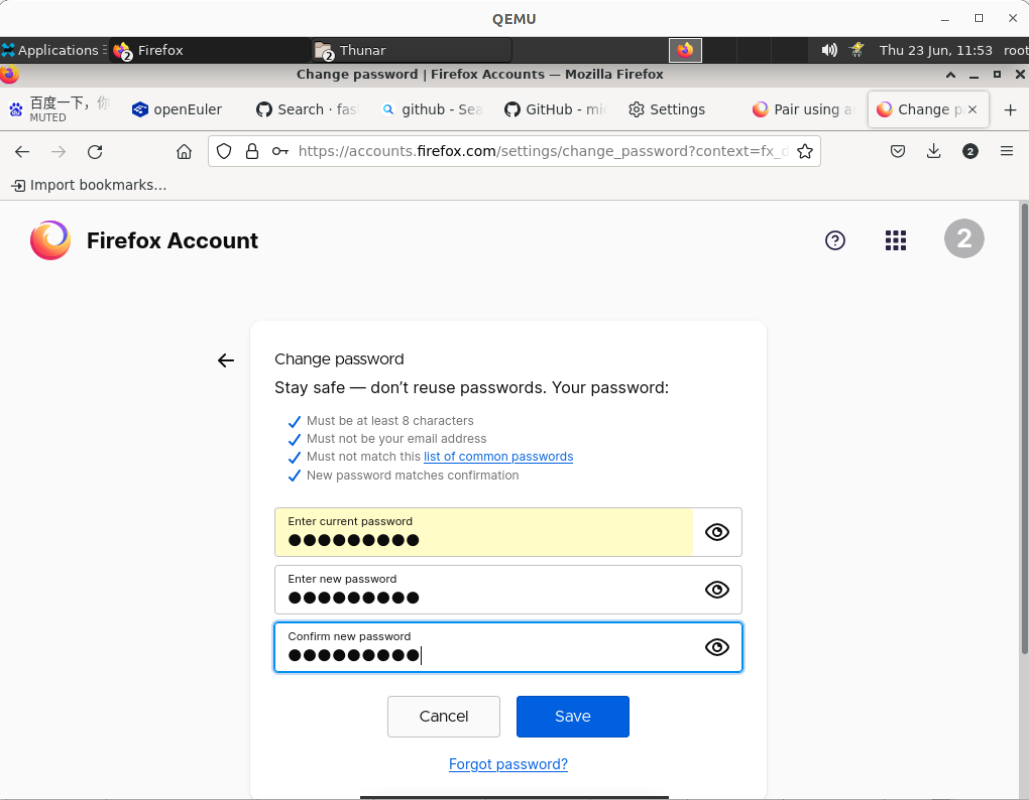 QEMU
Applications
2 Firefox
2 Thunar
Thu 23 Jun, 11:53 root
Change password | Firefox Accounts — Mozilla Firefox
百度一下，你
MUTED
openEuler
Search · fas
github - Sea
GitHub - mi
Settings
Pair using a
Change p
https://accounts.firefox.com/settings/change_password?context=fx_d
2
Import bookmarks...
Firefox Account
2
Change password
Stay safe — don’t reuse passwords. Your password:
Must be at least 8 characters
Must not be your email address
Must not match this list of common passwords
New password matches confirmation
Enter current password
Enter new password
Confirm new password
Cancel
Save
Forgot password?